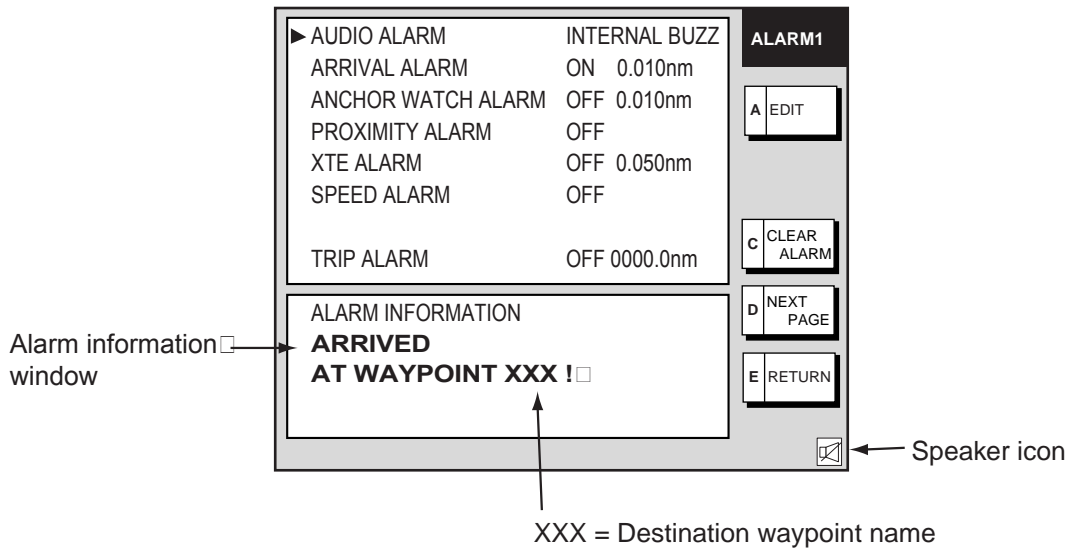 AUDIO ALARM INTERNAL BUZZ
ARRIVAL ALARM ON 0.010nm
ANCHOR WATCH ALARM OFF 0.010nm
PROXIMITY ALARM OFF
XTE ALARM OFF 0.050nm
SPEED ALARM OFF
TRIP ALARM OFF 0000.0nm
ALARM INFORMATION
ARRIVED
AT WAYPOINT XXX !
ALARM1
A EDIT
C CLEAR
ALARM
D NEXT
PAGE
E RETURN
Alarm information
window
Speaker icon
XXX = Destination waypoint name